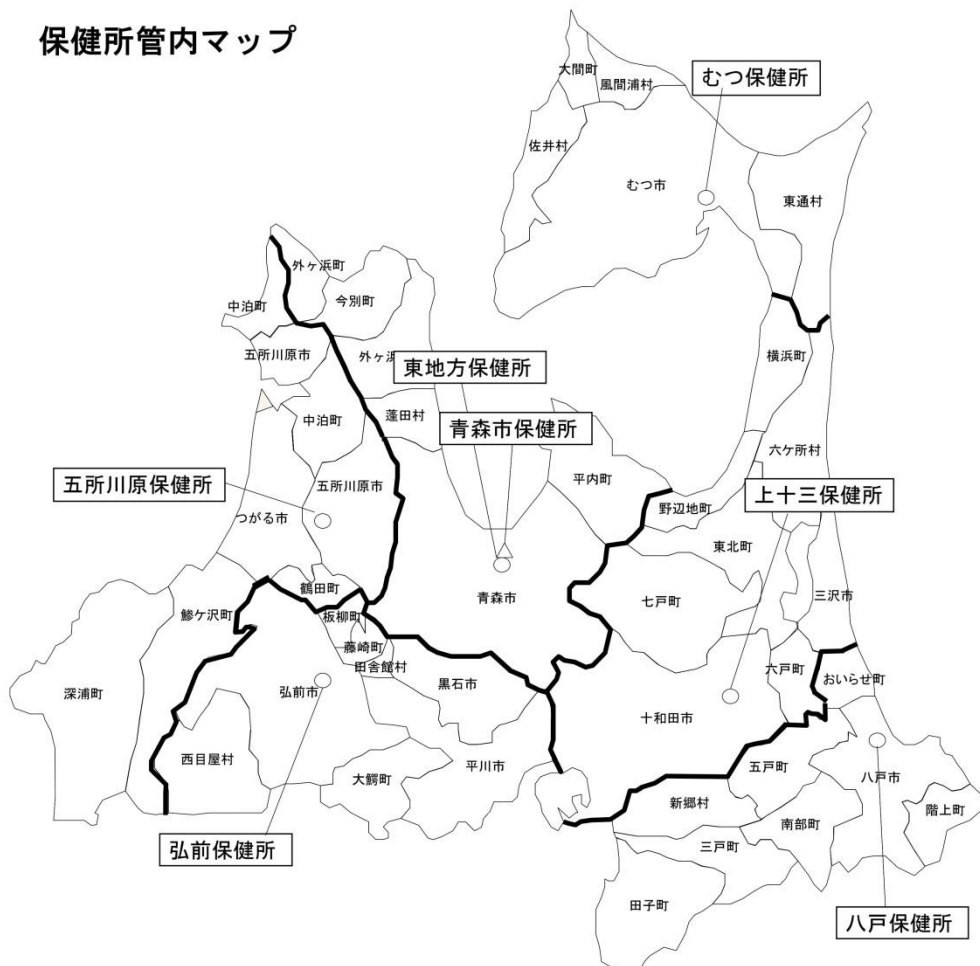 保健所管内マップ
大間町
風間浦村
むつ保健所
佐井村
むつ市
東通村
外ヶ浜町
今別町
中泊町
五所川原市
外ヶ浜
東地方保健所
横浜町
中泊町
蓬田村
青森市保健所
六ケ所村
平内町
五所川原保健所
五所川原市
上十三保健所
つがる市
野辺地町
東北町
鶴田町
青森市
七戸町
三沢市
鰺ケ沢町
板柳町
藤崎町
田舎館村
六戸町
おいらせ町
深浦町
弘前市
黒石市
十和田市
西目屋村
大鰐町
平川市
五戸町
八戸市
新郷村
南部町
階上町
弘前保健所
三戸町
田子町
八戸保健所